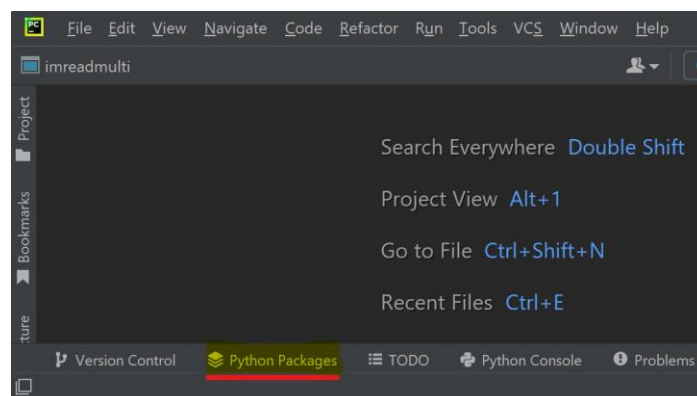 PC File Edit View Navigate Code Refactor Run Tools VCS Window Help
imreadmulti
Project
Bookmarks
Search Everywhere Double Shift
Project View Alt+1
Go to File Ctrl+Shift+N
Recent Files Ctrl+E
Version Control Python Packages TODO Python Console Problems